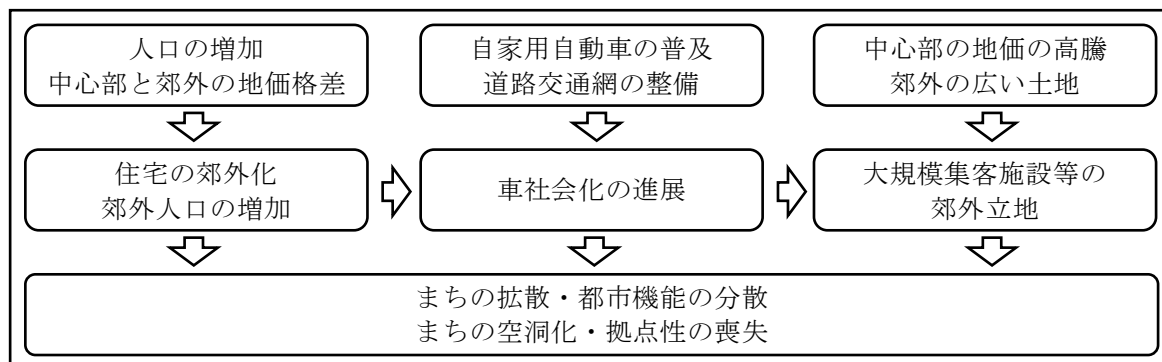 人口の増加
中心部と郊外の地価格差
自家用自動車の普及
道路交通網の整備
中心部の地価の高騰
郊外の広い土地
住宅の郊外化
郊外人口の増加
車社会化の進展
大規模集客施設等の
郊外立地
まちの拡散・都市機能の分散
まちの空洞化・拠点性の喪失